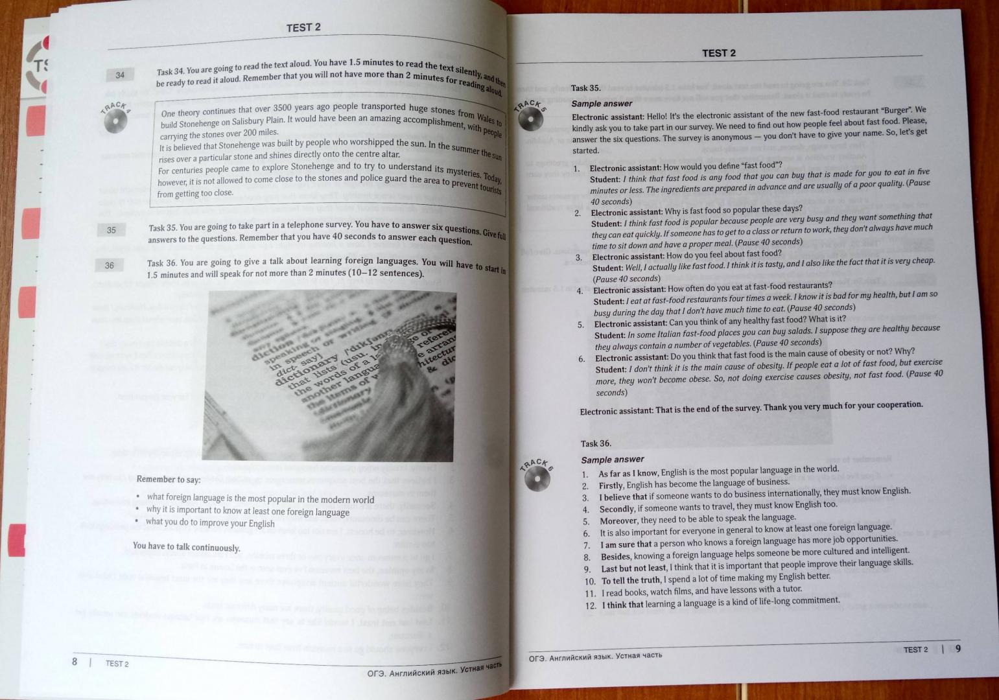 TS
TEST 2
34
Task 34. You are going to read the text aloud. You have 1.5 minutes to read the text silently, and then
be ready to read it aloud. Remember that you will not have more than 2 minutes for reading aloud.
TRACK 4
One theory continues that over 3500 years ago people transported huge stones from Wales to
build Stonehenge on Salisbury Plain. It would have been an amazing accomplishment, with people
carrying the stones over 200 miles.
It is believed that Stonehenge was built by people who worshipped the sun. In the summer the sun
rises over a particular stone and shines directly onto the centre altar.
For centuries people came to explore Stonehenge and to try to understand its mysteries. Today,
however, it is not allowed to come close to the stones and police guard the area to prevent tourists
from getting too close.
35
Task 35. You are going to take part in a telephone survey. You have to answer six questions. Give full
answers to the questions. Remember that you have 40 seconds to answer each question.
36
Task 36. You are going to give a talk about learning foreign languages. You will have to start in
1.5 minutes and will speak for not more than 2 minutes (10–12 sentences).
diction
speaking or singing
in speech or writing
dict- say]
dictionary /'dɪkʃən
that lists (usu. in
the words of a
another langua
the items of
dictionary
referen
e arran
hitectur
& dic
Remember to say:
• what foreign language is the most popular in the modern world
• why it is important to know at least one foreign language
• what you do to improve your English
You have to talk continuously.
8 | TEST 2
ОГЭ. Английский язык. Устная часть
TEST 2
Task 35.
TRACK 5
Sample answer
Electronic assistant: Hello! It's the electronic assistant of the new fast-food restaurant "Burger". We
kindly ask you to take part in our survey. We need to find out how people feel about fast food. Please,
answer the six questions. The survey is anonymous — you don't have to give your name. So, let's get
started.
1. Electronic assistant: How would you define "fast food"?
Student: I think that fast food is any food that you can buy that is made for you to eat in five
minutes or less. The ingredients are prepared in advance and are usually of a poor quality. (Pause
40 seconds)
2. Electronic assistant: Why is fast food so popular these days?
Student: I think fast food is popular because people are very busy and they want something that
they can eat quickly. If someone has to get to a class or return to work, they don't always have much
time to sit down and have a proper meal. (Pause 40 seconds)
3. Electronic assistant: How do you feel about fast food?
Student: Well, I actually like fast food. I think it is tasty, and I also like the fact that it is very cheap.
(Pause 40 seconds)
4. Electronic assistant: How often do you eat at fast-food restaurants?
Student: I eat at fast-food restaurants four times a week. I know it is bad for my health, but I am so
busy during the day that I don't have much time to eat. (Pause 40 seconds)
5. Electronic assistant: Can you think of any healthy fast food? What is it?
Student: In some Italian fast-food places you can buy salads. I suppose they are healthy because
they always contain a number of vegetables. (Pause 40 seconds)
6. Electronic assistant: Do you think that fast food is the main cause of obesity or not? Why?
Student: I don't think it is the main cause of obesity. If people eat a lot of fast food, but exercise
more, they won't become obese. So, not doing exercise causes obesity, not fast food. (Pause 40
seconds)
Electronic assistant: That is the end of the survey. Thank you very much for your cooperation.
Task 36.
TRACK 6
Sample answer
1. As far as I know, English is the most popular language in the world.
2. Firstly, English has become the language of business.
3. I believe that if someone wants to do business internationally, they must know English.
4. Secondly, if someone wants to travel, they must know English too.
5. Moreover, they need to be able to speak the language.
6. It is also important for everyone in general to know at least one foreign language.
7. I am sure that a person who knows a foreign language has more job opportunities.
8. Besides, knowing a foreign language helps someone be more cultured and intelligent.
9. Last but not least, I think that it is important that people improve their language skills.
10. To tell the truth, I spend a lot of time making my English better.
11. I read books, watch films, and have lessons with a tutor.
12. I think that learning a language is a kind of life-long commitment.
ОГЭ. Английский язык. Устная часть
TEST 2 | 9